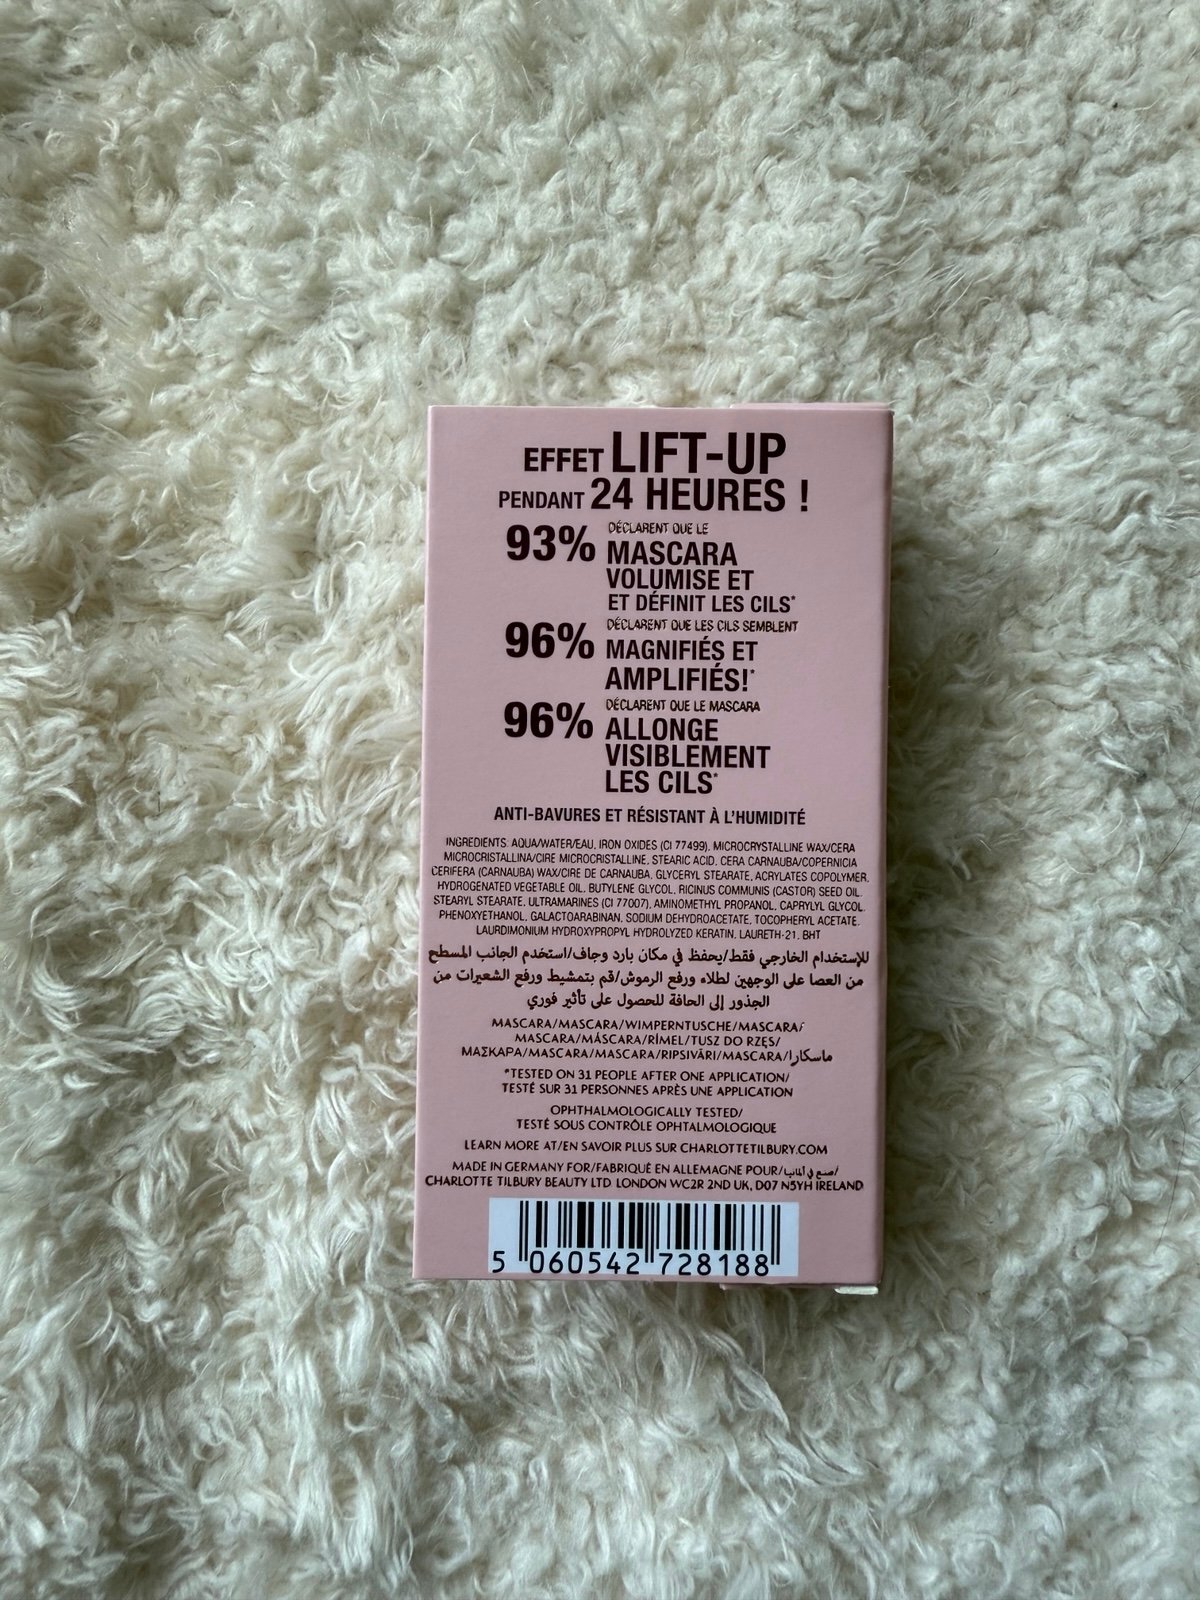 EFFET LIFT-UP
PENDANT 24 HEURES !
93% DÉCLARENT QUE LE
MASCARA
VOLUMISE ET
ET DÉFINIT LES CILS*
96% DÉCLARENT QUE LES CILS SEMBLENT
MAGNIFIÉS ET
AMPLIFIÉS!*
96% DÉCLARENT QUE LE MASCARA
ALLONGE
VISIBLEMENT
LES CILS*
ANTI-BAVURES ET RÉSISTANT À L'HUMIDITÉ
INGREDIENTS: AQUA/WATER/EAU, IRON OXIDES (CI 77499), MICROCRYSTALLINE WAX/CERA
MICROCRISTALLINA/CIRE MICROCRISTALLINE, STEARIC ACID, CERA CARNAUBA/COPERNICIA
CERIFERA (CARNAUBA) WAX/CIRE DE CARNAUBA, GLYCERYL STEARATE, ACRYLATES COPOLYMER,
HYDROGENATED VEGETABLE OIL, BUTYLENE GLYCOL, RICINUS COMMUNIS (CASTOR) SEED OIL,
STEARYL STEARATE, ULTRAMARINES (CI 77007), AMINOMETHYL PROPANOL, CAPRYLYL GLYCOL,
PHENOXYETHANOL, GALACTOARABINAN, SODIUM DEHYDROACETATE, TOCOPHERYL ACETATE,
LAURDIMONIUM HYDROXYPROPYL HYDROLYZED KERATIN, LAURETH-21, BHT
للإستخدام الخارجي فقط/يحفظ في مكان بارد وجاف/استخدم الجانب المسطح
من العصا على الوجهين لطلاء ورفع الرموش/قم بتمشيط ورفع الشعيرات من
الجذور إلى الحافة للحصول على تأثير فوري
MASCARA/MASCARA/WIMPERNTUSCHE/MASCARA/
MASCARA/MÁSCARA/RÍMEL/TUSZ DO RZĘS/
ΜΑΣΚΑΡΑ/MASCARA/MASCARA/RIPSIVÄRI/MASCARA/ماسكارا
*TESTED ON 31 PEOPLE AFTER ONE APPLICATION/
TESTÉ SUR 31 PERSONNES APRÈS UNE APPLICATION
OPHTHALMOLOGICALLY TESTED/
TESTÉ SOUS CONTRÔLE OPHTALMOLOGIQUE
LEARN MORE AT/EN SAVOIR PLUS SUR CHARLOTTETILBURY.COM
MADE IN GERMANY FOR/FABRIQUÉ EN ALLEMAGNE POUR/صنع في
CHARLOTTE TILBURY BEAUTY LTD LONDON WC2R 2ND UK, D07 N5YH IRELAND
5 060542 728188